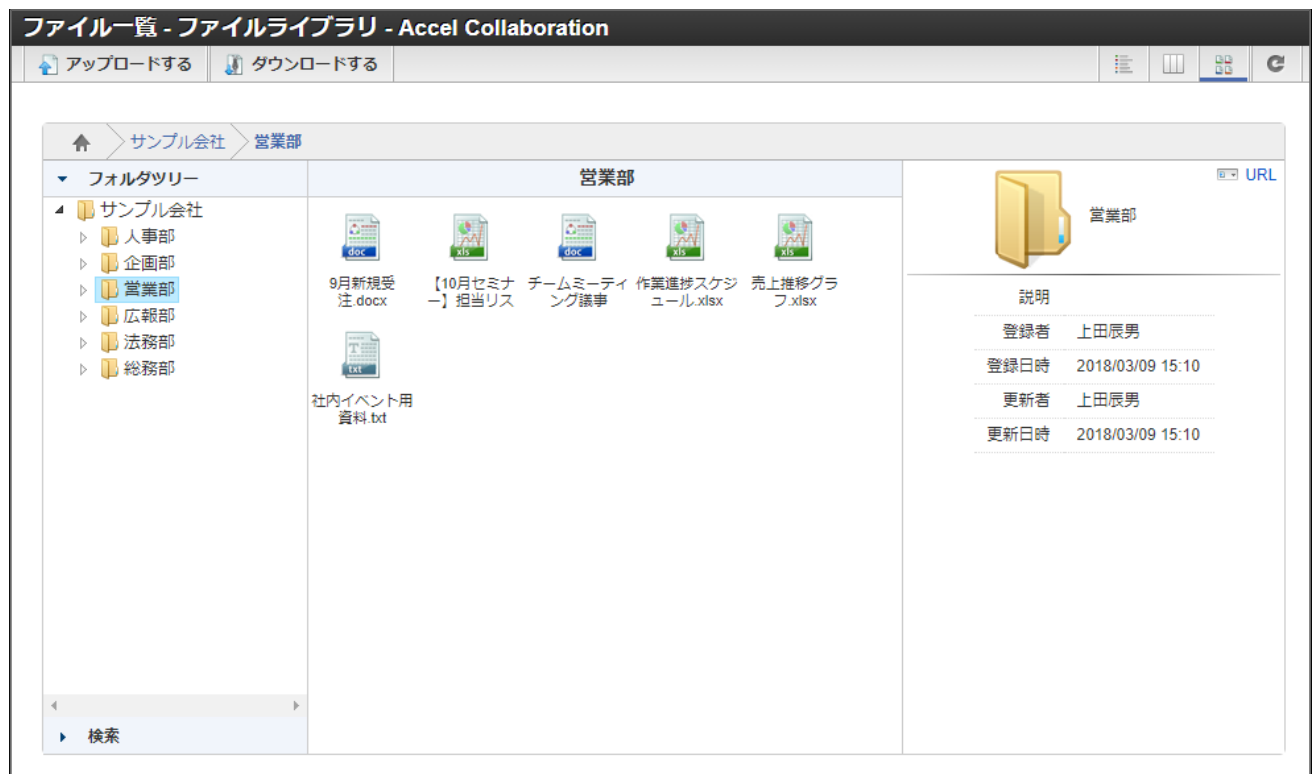 ファイル一覧 - ファイルライブラリ - Accel Collaboration
アップロードする
ダウンロードする
サンプル会社
営業部
フォルダツリー
サンプル会社
人事部
企画部
営業部
広報部
法務部
総務部
検索
営業部
doc
9月新規受
注.docx
xls
【10月セミナ
ー】担当リス
doc
チームミーティ
ング議事
xls
作業進捗スケジ
ュール.xlsx
xls
売上推移グラ
フ.xlsx
T
txt
社内イベント用
資料.txt
URL
営業部
説明
登録者 上田辰男
登録日時 2018/03/09 15:10
更新者 上田辰男
更新日時 2018/03/09 15:10